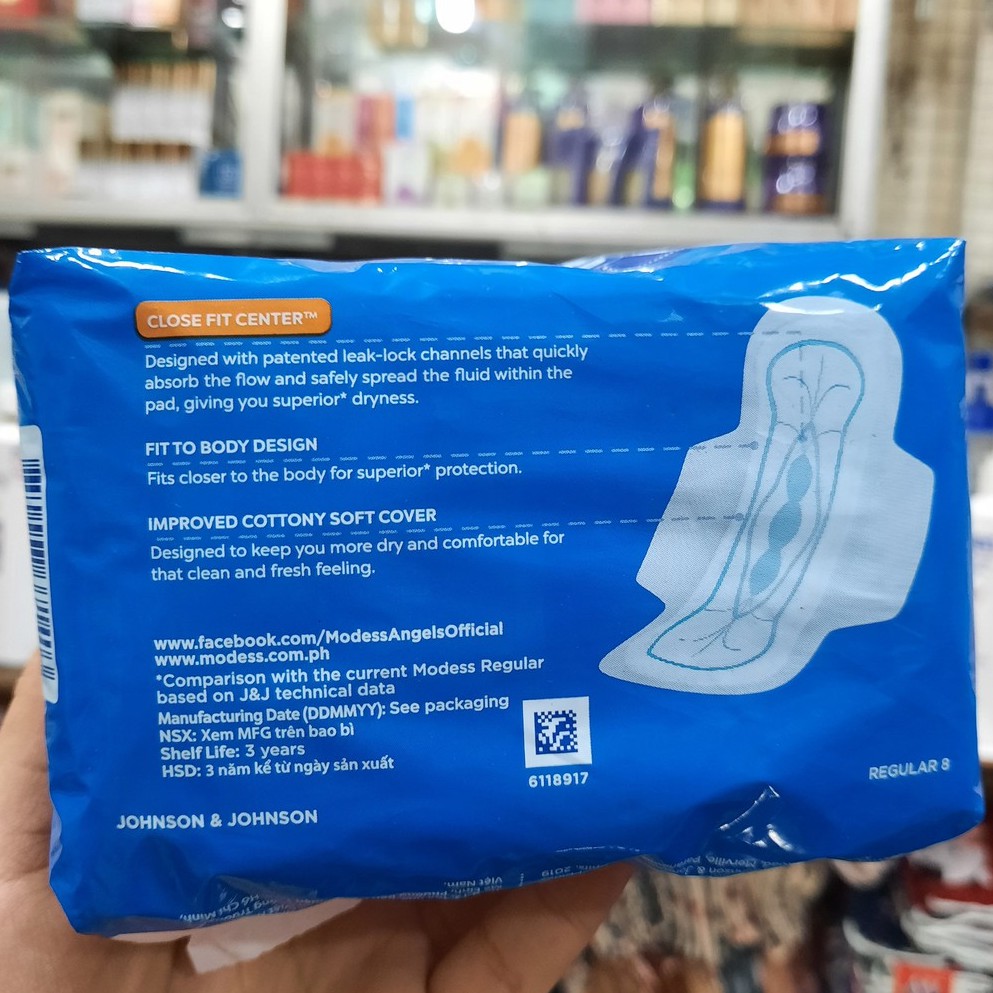 CLOSE FIT CENTER™
Designed with patented leak-lock channels that quickly
absorb the flow and safely spread the fluid within the
pad, giving you superior* dryness.
FIT TO BODY DESIGN
Fits closer to the body for superior* protection.
IMPROVED COTTONY SOFT COVER
Designed to keep you more dry and comfortable for
that clean and fresh feeling.
www.facebook.com/ModessAngelsOfficial
www.modess.com.ph
*Comparison with the current Modess Regular
based on J&J technical data
Manufacturing Date (DDMMYY): See packaging
NSX: Xem MFG trên bao bì
Shelf Life: 3 years
HSD: 3 năm kể từ ngày sản xuất
6118917
REGULAR 8
JOHNSON & JOHNSON
2019
Việt Nam.